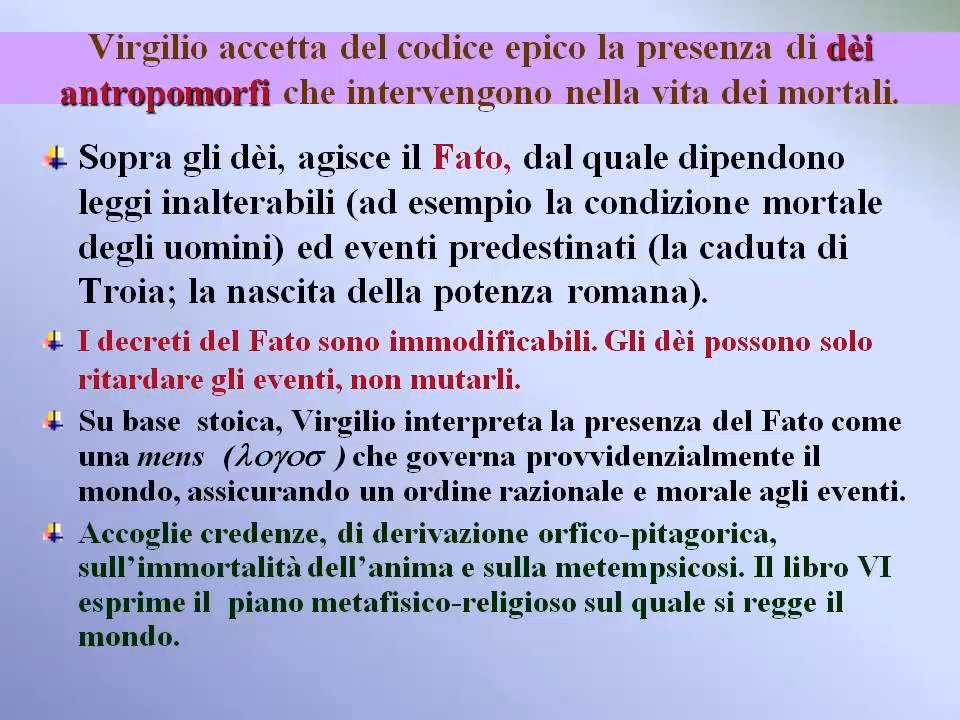 Virgilio accetta del codice epico la presenza di dèi
antropomorfi che intervengono nella vita dei mortali.
Sopra gli dèi, agisce il Fato, dal quale dipendono
leggi inalterabili (ad esempio la condizione mortale
degli uomini) ed eventi predestinati (la caduta di
Troia; la nascita della potenza romana).
I decreti del Fato sono immodificabili. Gli dèi possono solo
ritardare gli eventi, non mutarli.
Su base stoica, Virgilio interpreta la presenza del Fato come
una mens (λογοσ ) che governa provvidenzialmente il
mondo, assicurando un ordine razionale e morale agli eventi.
Accoglie credenze, di derivazione orfico-pitagorica,
sull’immortalità dell’anima e sulla metempsicosi. Il libro VI
esprime il piano metafisico-religioso sul quale si regge il
mondo.